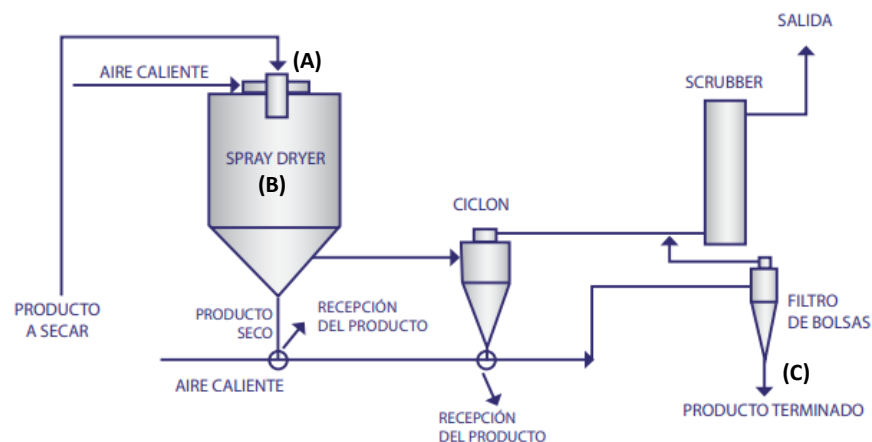 SALIDA
(A)
AIRE CALIENTE
SCRUBBER
SPRAY DRYER
(B)
CICLON
PRODUCTO
A SECAR
PRODUCTO
SECO
RECEPCIÓN
DEL PRODUCTO
FILTRO
DE BOLSAS
AIRE CALIENTE
(C)
PRODUCTO TERMINADO
RECEPCIÓN
DEL PRODUCTO